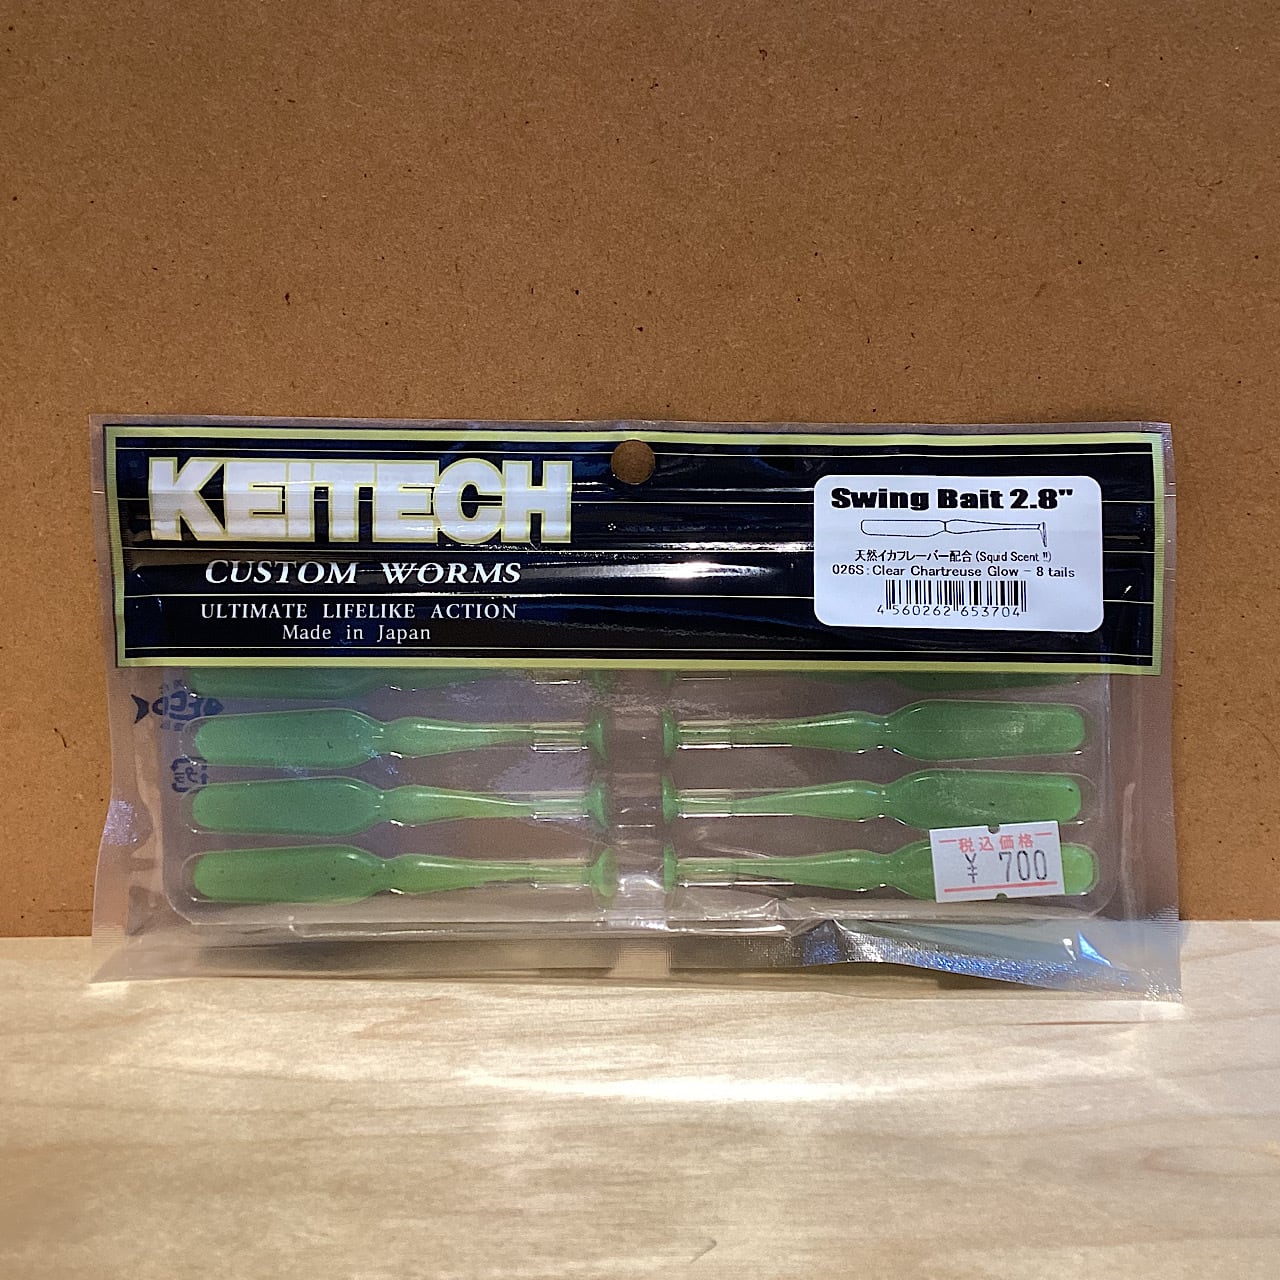 KEITECH
CUSTOM WORMS
ULTIMATE LIFELIKE ACTION
Made in Japan
Swing Bait 2.8"
天然イカフレーバー配合 (Squid Scent !!)
026S: Clear Chartreuse Glow - 8 tails
4 560262 653704
税込価格
¥ 700